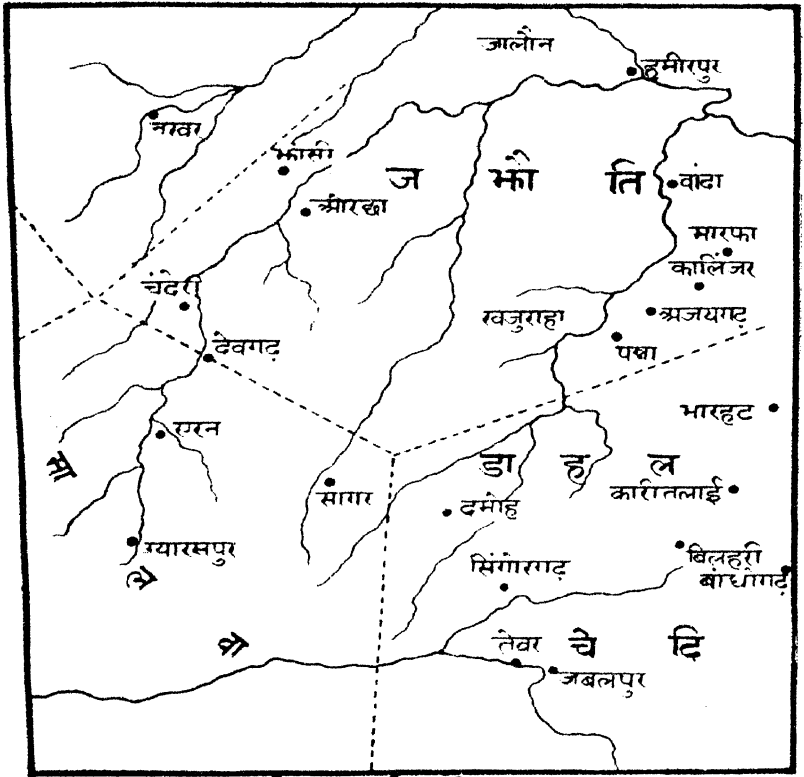 जालौन
हमीरपुर
नरवर
झांसी
ज झौ ति
बांदा
ओरछा
मारफा
कालिंजर
चंदेरी
खजुराहा
अजयगढ़
देवगढ़
पन्ना
भारहट
एरन
मा ल वा
डा ह ल
सागर
कारीतलाई
दमोह
ग्यारसपुर
बिलहरी
सिंगोरगढ़
बांधोगढ़
तेवर
चे दि
जबलपुर